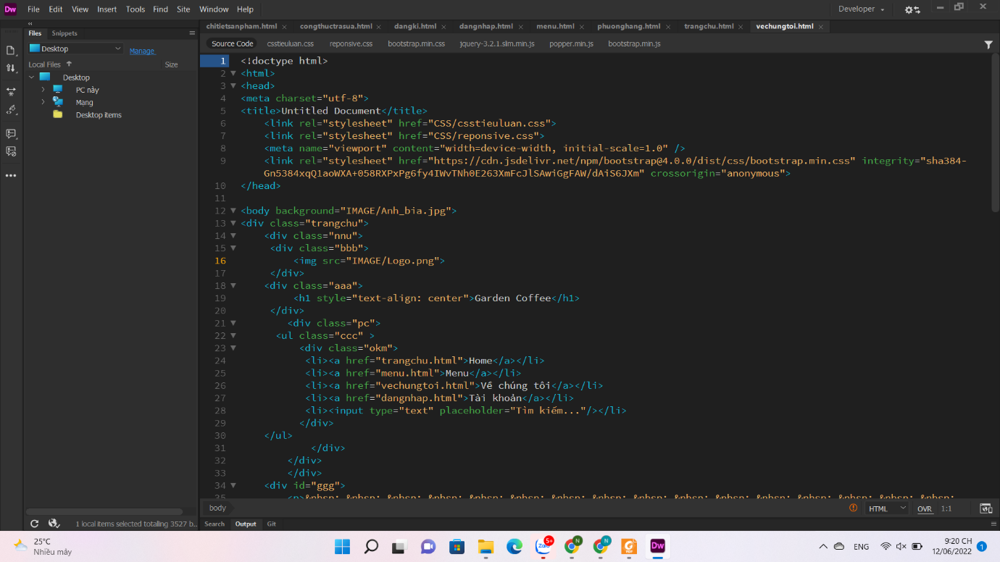 Dw File Edit View Insert Tools Find Site Window Help Developer
Files Snippets
Desktop Manage
Local Files Size
Desktop
PC này
Mạng
Desktop items
chitietsanpham.html congthuctrasua.html dangki.html dangnhap.html menu.html phuonghang.html trangchu.html vechungtoi.html
Source Code csstieuluan.css reponsive.css bootstrap.min.css jquery-3.2.1.slim.min.js popper.min.js bootstrap.min.js
1 <!doctype html>
2 <html>
3 <head>
4 <meta charset="utf-8">
5 <title>Untitled Document</title>
6 <link rel="stylesheet" href="CSS/csstieuluan.css">
7 <link rel="stylesheet" href="CSS/reponsive.css">
8 <meta name="viewport" content="width=device-width, initial-scale=1.0" />
9 <link rel="stylesheet" href="https://cdn.jsdelivr.net/npm/bootstrap@4.0.0/dist/css/bootstrap.min.css" integrity="sha384-
Gn5384xqQ1aoWXA+058RXPxPg6fy4IWvTNh0E263XmFcJlSAwiGgFAW/dAiS6JXm" crossorigin="anonymous">
10 </head>
11
12 <body background="IMAGE/Anh_bia.jpg">
13 <div class="trangchu">
14 <div class="nnu">
15 <div class="bbb">
16 <img src="IMAGE/Logo.png">
17 </div>
18 <div class="aaa">
19 <h1 style="text-align: center">Garden Coffee</h1>
20 </div>
21 <div class="pc">
22 <ul class="ccc" >
23 <div class="okm">
24 <li><a href="trangchu.html">Home</a></li>
25 <li><a href="menu.html">Menu</a></li>
26 <li><a href="vechungtoi.html">Về chúng tôi</a></li>
27 <li><a href="dangnhap.html">Tài khoản</a></li>
28 <li><input type="text" placeholder="Tìm kiếm..."/></li>
29 </div>
30 </ul>
31 </div>
32 </div>
33 </div>
34 <div id="ggg">
35 <p>&nbsp; &nbsp; &nbsp; &nbsp; &nbsp; &nbsp; &nbsp; &nbsp; &nbsp; &nbsp; &nbsp; &nbsp; &nbsp; &nbsp; &nbsp; &nbsp;
body HTML OVR 1:1
1 local items selected totalling 3527 b..
Search Output Git
25°C
Nhiều mây
Zalo 5+ N N PDF Dw
ENG
9:20 CH
12/06/2022 1